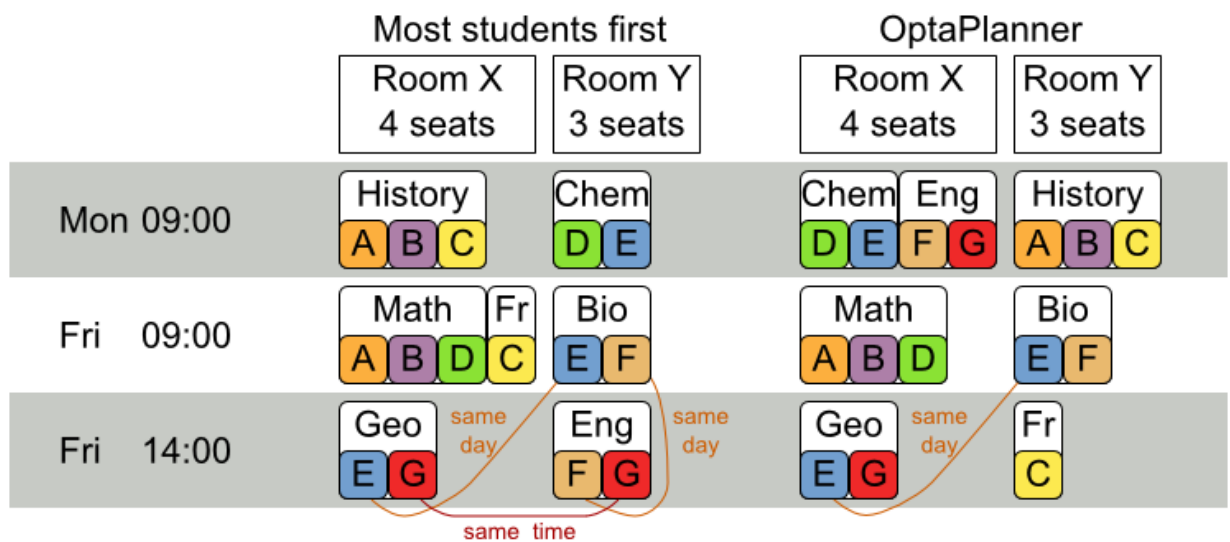 Most students first OptaPlanner
Room X Room Y Room X Room Y
4 seats 3 seats 4 seats 3 seats
History Chem Chem Eng History
Mon 09:00 A B C D E D E F G A B C
Math Fr Bio Math Bio
Fri 09:00 A B D C E F A B D E F
Geo same day Eng same day Geo same day Fr
Fri 14:00 E G F G E G C
same time